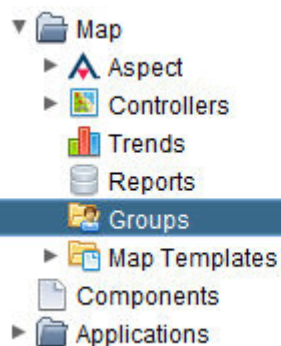 Map
Aspect
Controllers
Trends
Reports
Groups
Map Templates
Components
Applications